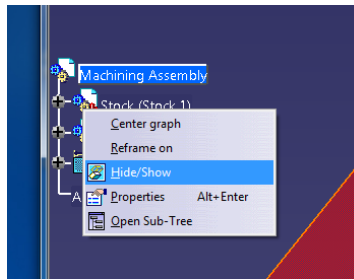 Machining Assembly
Stock (Stock 1)
Center graph
Reframe on
Hide/Show
Properties Alt+Enter
A
Open Sub-Tree